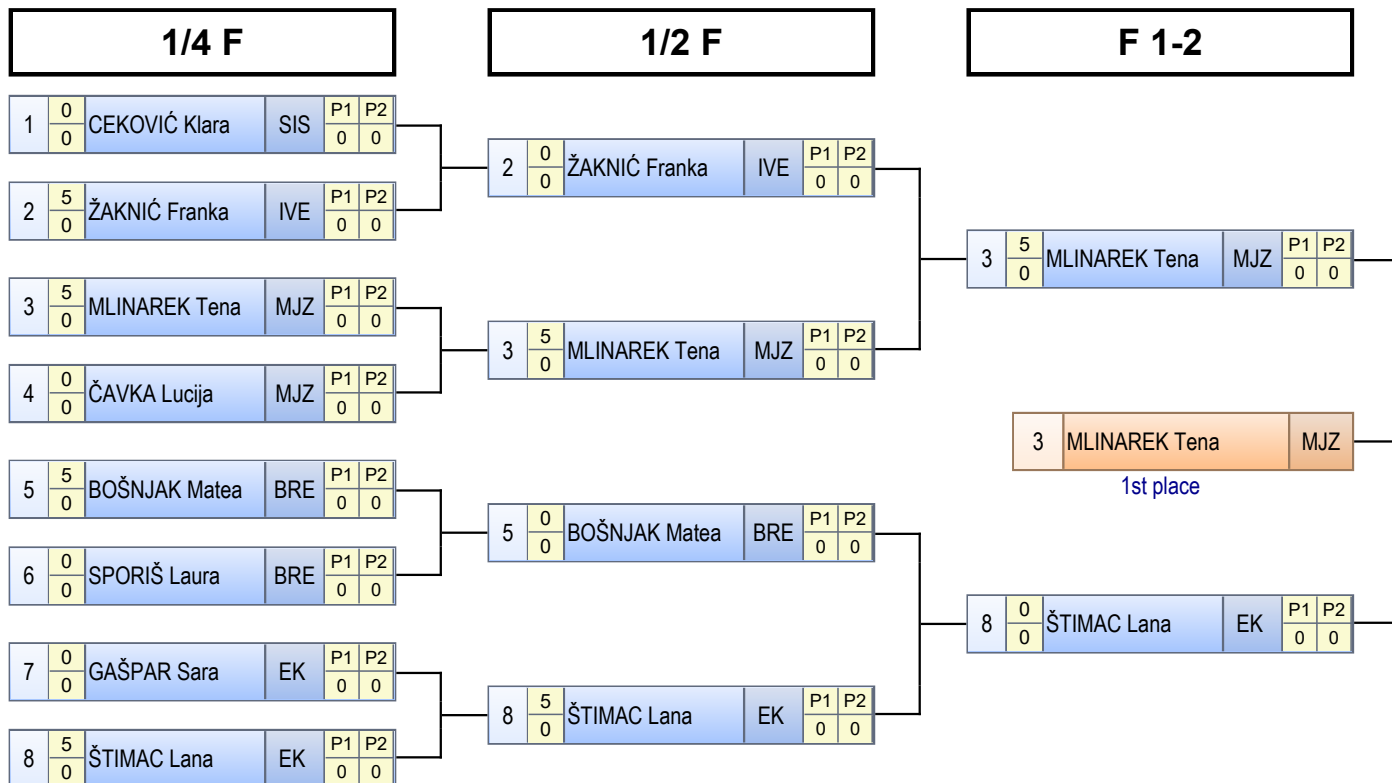 1/4 F
1/2 F
F 1-2
1 0 CEKOVIĆ Klara SIS P1 P2
0 0 0
2 5 ŽAKNIĆ Franka IVE P1 P2
0 0 0
3 5 MLINAREK Tena MJZ P1 P2
0 0 0
4 0 ČAVKA Lucija MJZ P1 P2
0 0 0
5 5 BOŠNJAK Matea BRE P1 P2
0 0 0
6 0 SPORIŠ Laura BRE P1 P2
0 0 0
7 0 GAŠPAR Sara EK P1 P2
0 0 0
8 5 ŠTIMAC Lana EK P1 P2
0 0 0
2 0 ŽAKNIĆ Franka IVE P1 P2
0 0 0
3 5 MLINAREK Tena MJZ P1 P2
0 0 0
5 0 BOŠNJAK Matea BRE P1 P2
0 0 0
8 5 ŠTIMAC Lana EK P1 P2
0 0 0
3 5 MLINAREK Tena MJZ P1 P2
0 0 0
3 MLINAREK Tena MJZ
1st place
8 0 ŠTIMAC Lana EK P1 P2
0 0 0